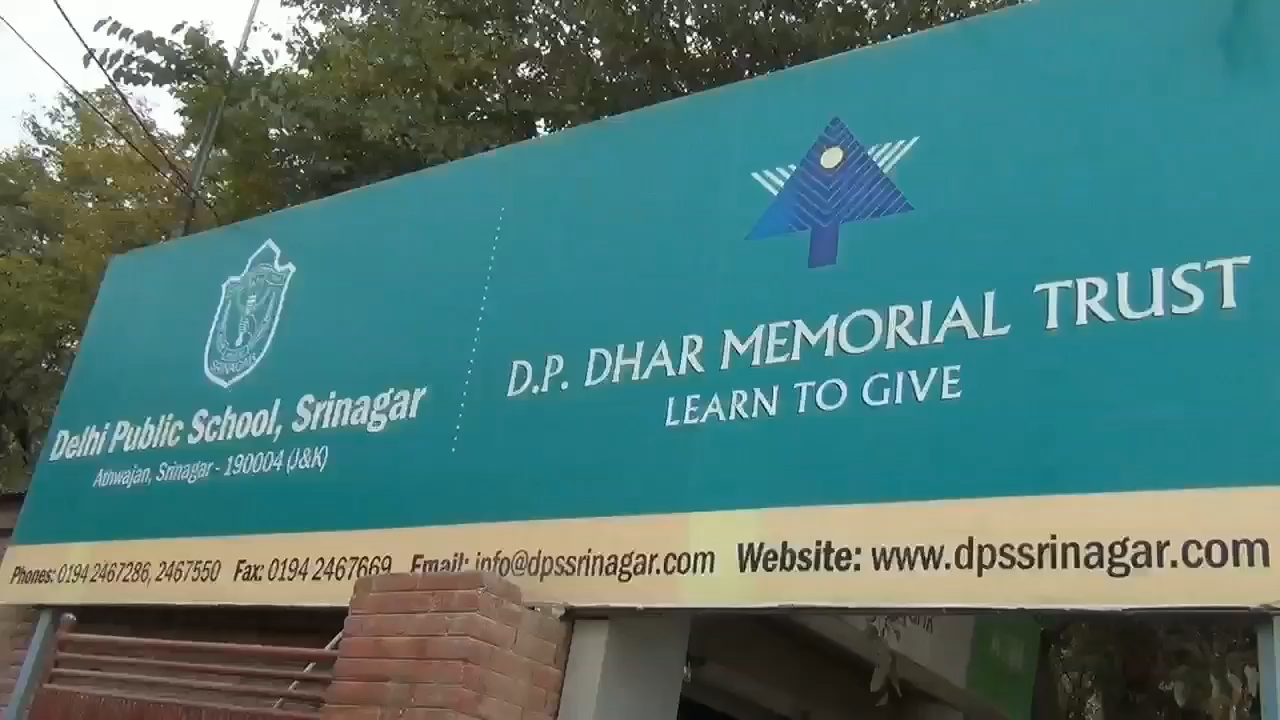 SRINAGAR
Delhi Public School, Srinagar
Athwajan, Srinagar - 190004 (J&K)
D.P. DHAR MEMORIAL TRUST
LEARN TO GIVE
Phones: 0194 2467286, 2467550 Fax: 0194 2467669 Email: info@dpssrinagar.com Website: www.dpssrinagar.com